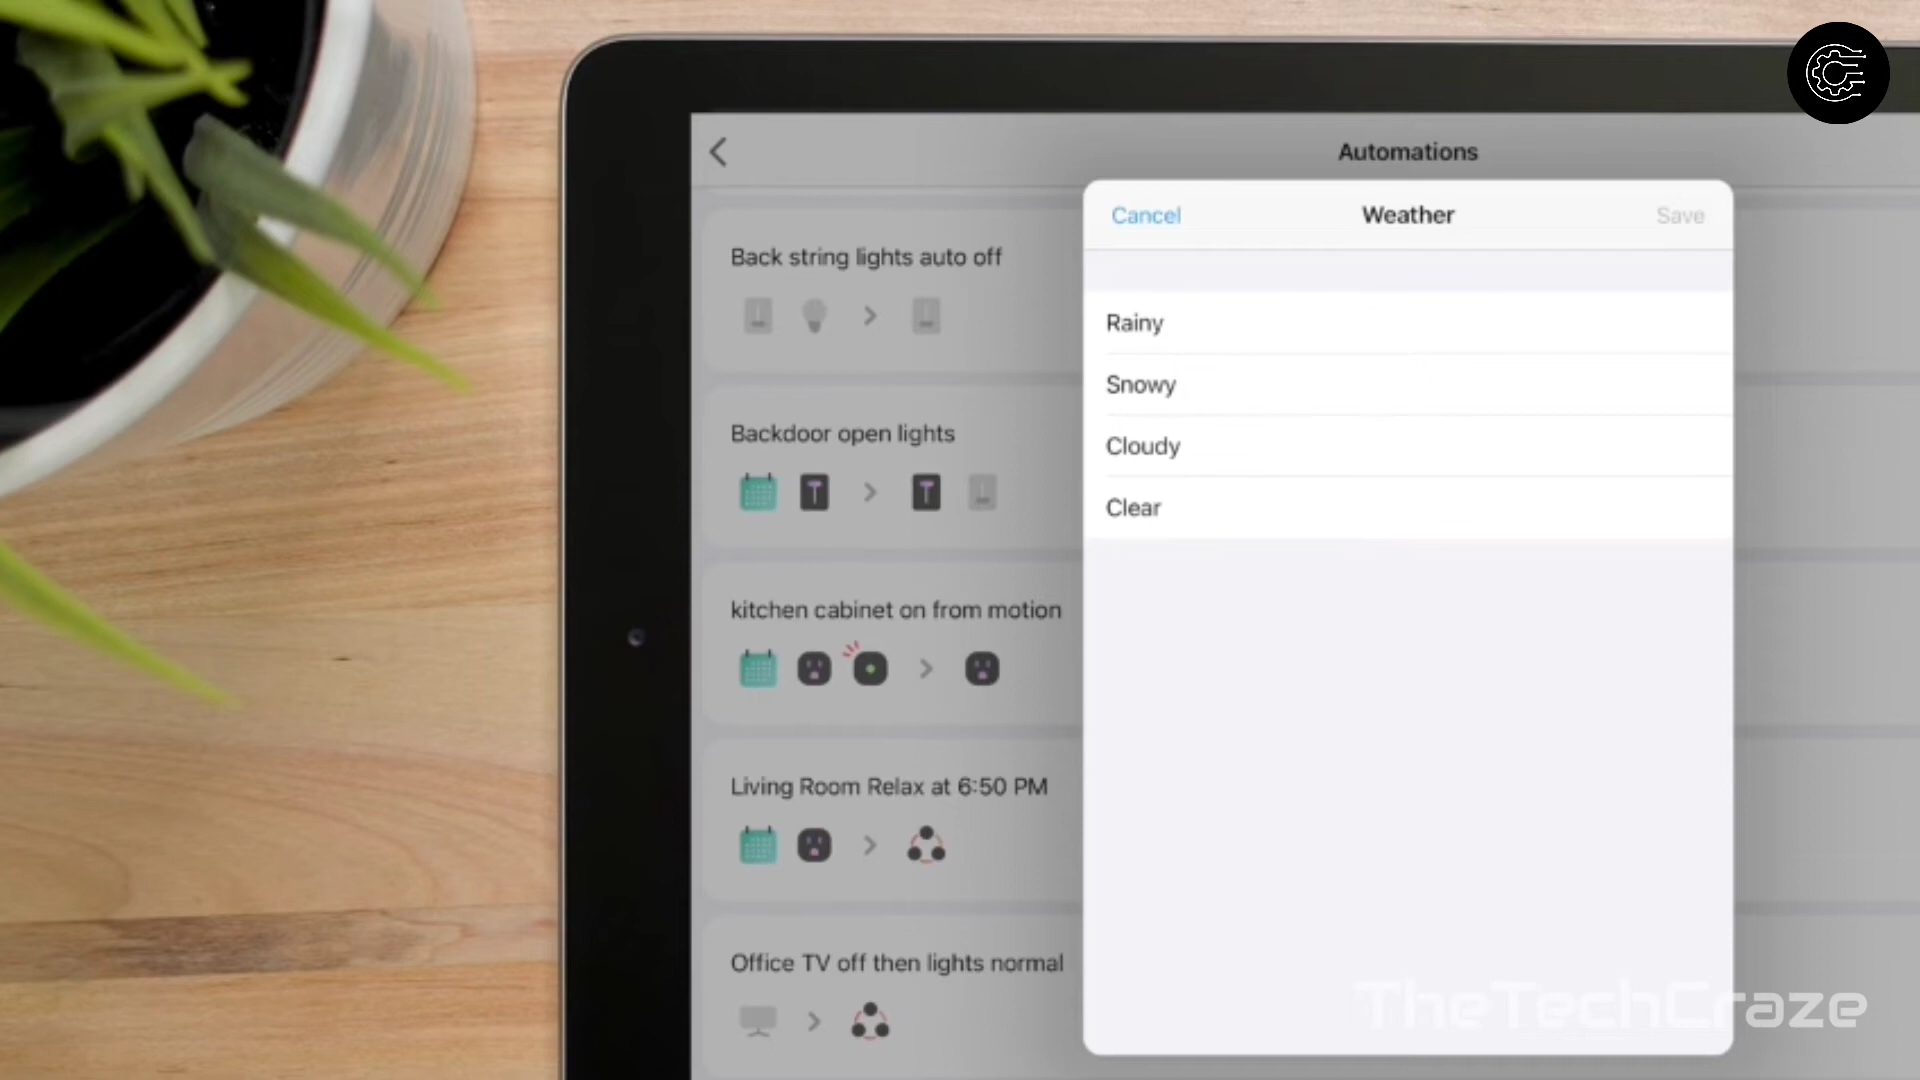 Automations
Cancel
Weather
Save
Rainy
Snowy
Cloudy
Clear
Back string lights auto off
Backdoor open lights
kitchen cabinet on from motion
Living Room Relax at 6:50 PM
Office TV off then lights normal
TheTechCraze